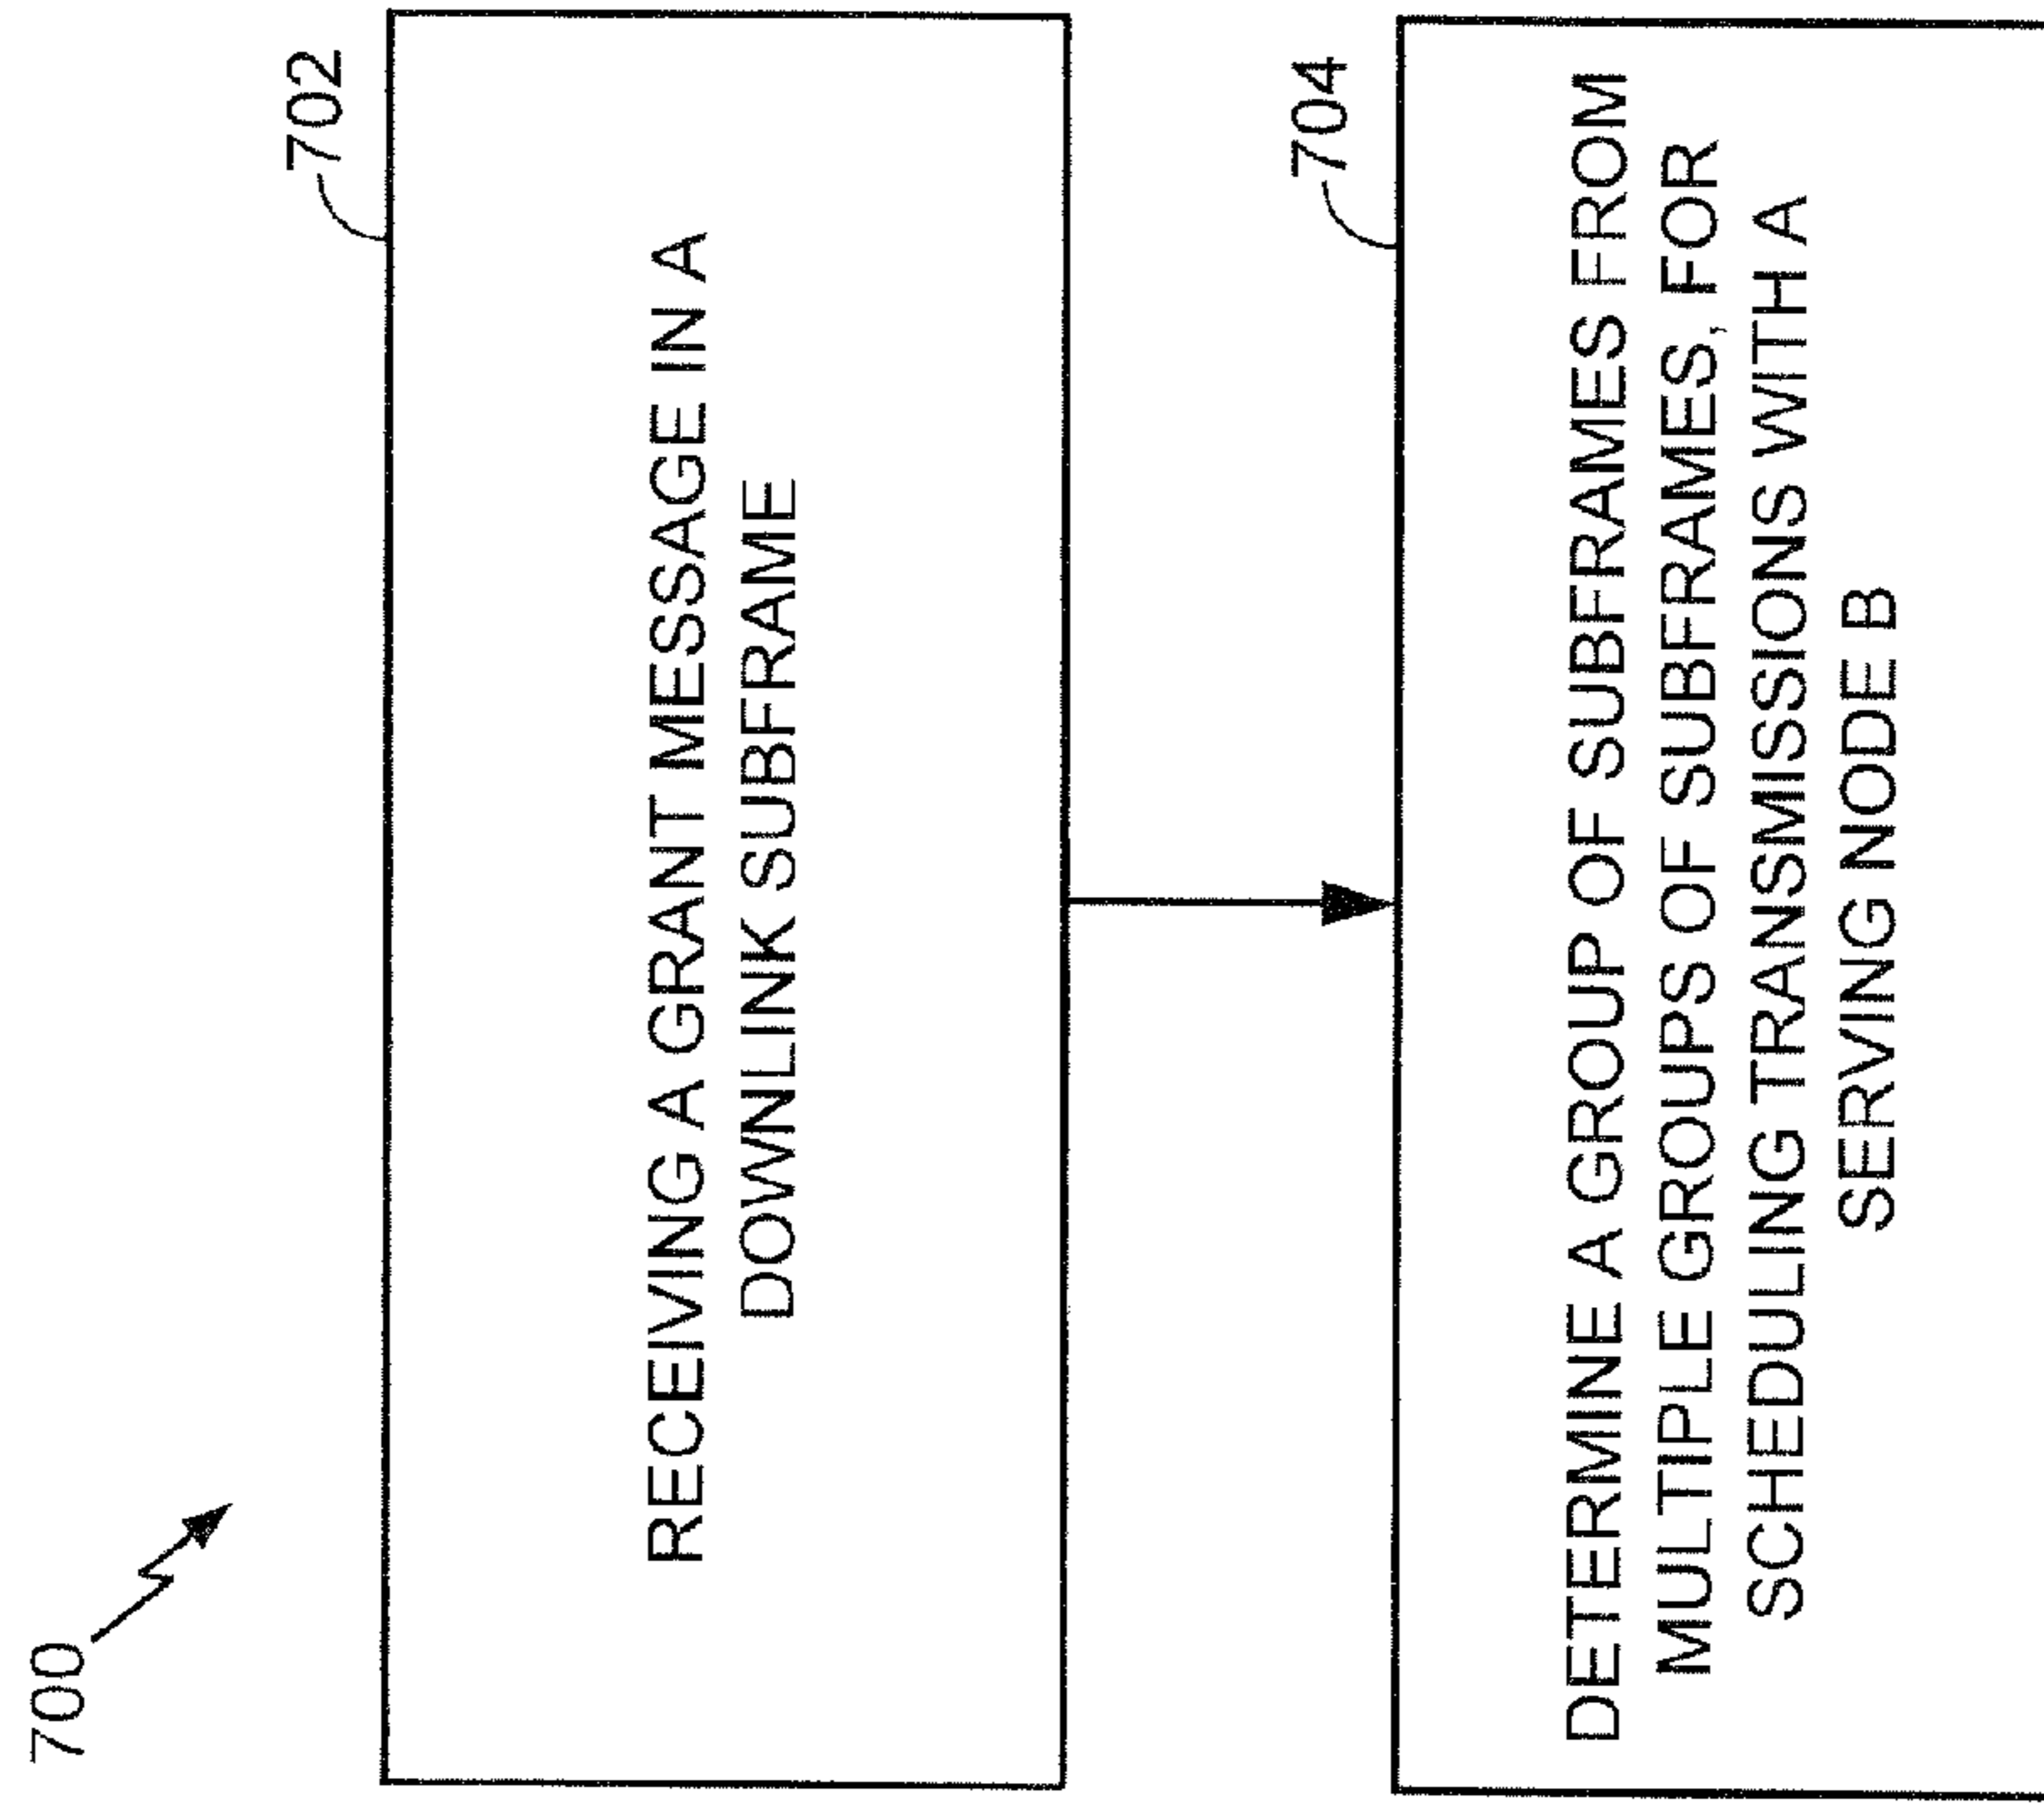 700
702
RECEIVING A GRANT MESSAGE IN A
DOWNLINK SUBFRAME
704
DETERMINE A GROUP OF SUBFRAMES FROM
MULTIPLE GROUPS OF SUBFRAMES, FOR
SCHEDULING TRANSMISSIONS WITH A
SERVING NODE B